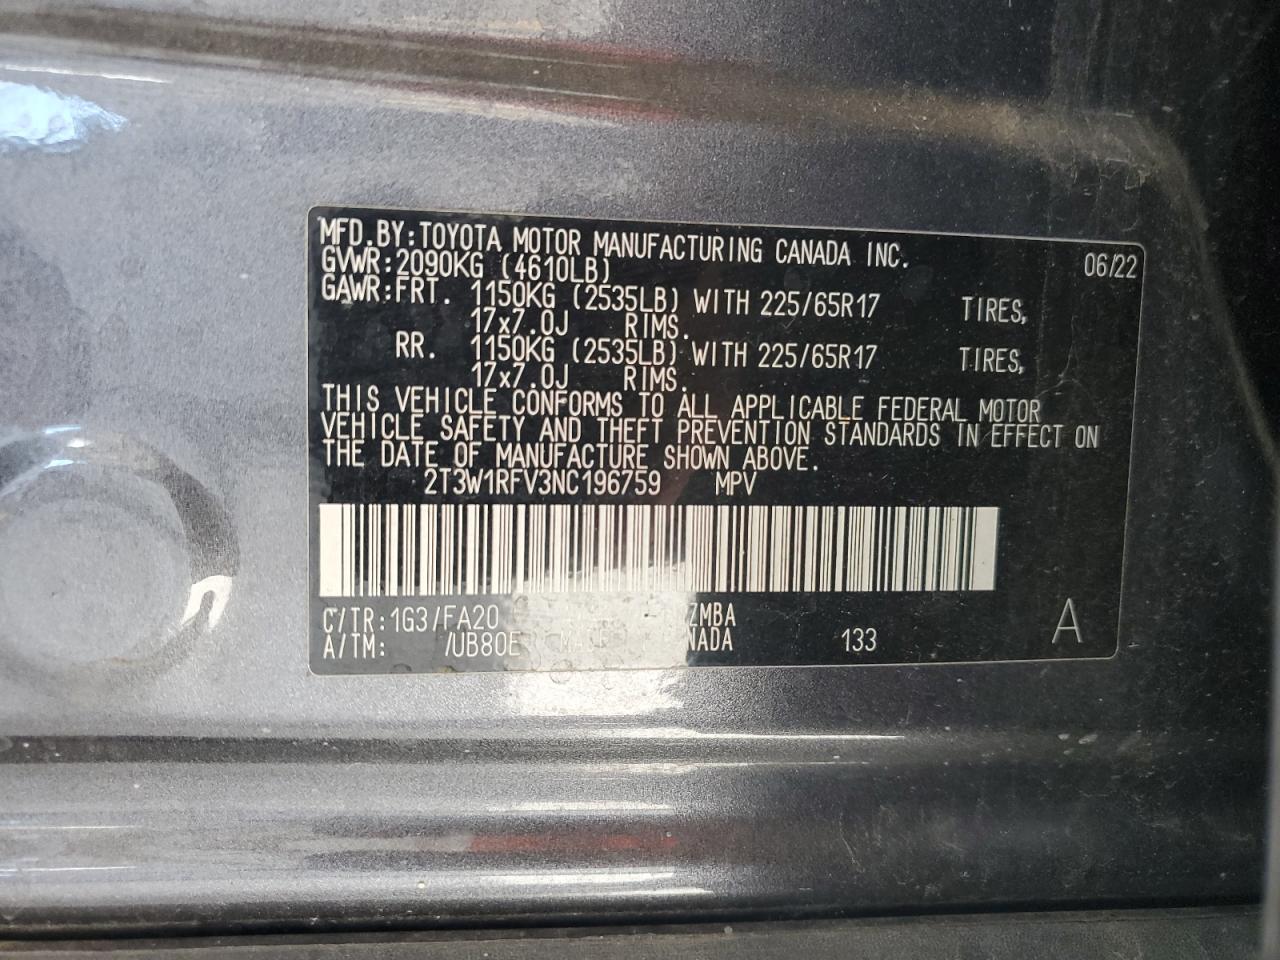 MFD.BY:TOYOTA MOTOR MANUFACTURING CANADA INC.
GVWR:2090KG (4610LB) 06/22
GAWR:FRT. 1150KG (2535LB) WITH 225/65R17 TIRES,
17x7.0J RIMS.
RR. 1150KG (2535LB) WITH 225/65R17 TIRES,
17x7.0J RIMS.
THIS VEHICLE CONFORMS TO ALL APPLICABLE FEDERAL MOTOR
VEHICLE SAFETY AND THEFT PREVENTION STANDARDS IN EFFECT ON
THE DATE OF MANUFACTURE SHOWN ABOVE.
2T3W1RFV3NC196759 MPV
C/TR:1G3/FA20
A/TM: 133 A